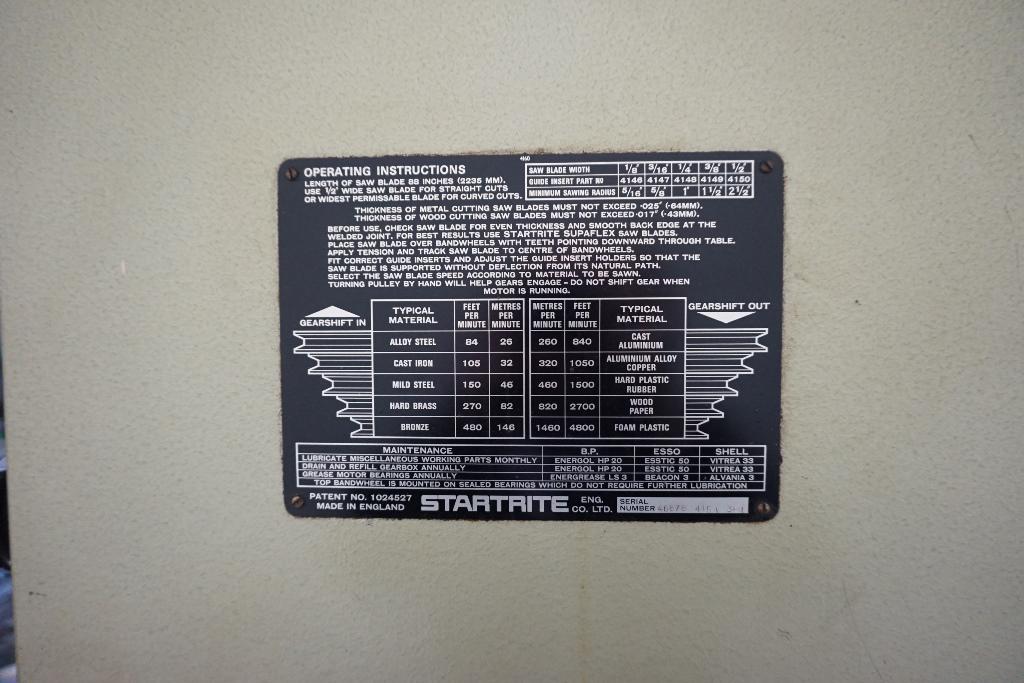 4160
OPERATING INSTRUCTIONS
LENGTH OF SAW BLADE 88 INCHES (2235 MM).
USE 1/2" WIDE SAW BLADE FOR STRAIGHT CUTS
OR WIDEST PERMISSABLE BLADE FOR CURVED CUTS.
SAW BLADE WIDTH 1/8" 3/16" 1/4" 3/8" 1/2"
GUIDE INSERT PART NO 4146 4147 4148 4149 4150
MINIMUM SAWING RADIUS 5/16" 5/8" 1" 1 1/2" 2 1/2"
THICKNESS OF METAL CUTTING SAW BLADES MUST NOT EXCEED ·025" (·64MM).
THICKNESS OF WOOD CUTTING SAW BLADES MUST NOT EXCEED ·017" (·43MM).
BEFORE USE, CHECK SAW BLADE FOR EVEN THICKNESS AND SMOOTH BACK EDGE AT THE
WELDED JOINT. FOR BEST RESULTS USE STARTRITE SUPAFLEX SAW BLADES.
PLACE SAW BLADE OVER BANDWHEELS WITH TEETH POINTING DOWNWARD THROUGH TABLE.
APPLY TENSION AND TRACK SAW BLADE TO CENTRE OF BANDWHEELS.
FIT CORRECT GUIDE INSERTS AND ADJUST THE GUIDE INSERT HOLDERS SO THAT THE
SAW BLADE IS SUPPORTED WITHOUT DEFLECTION FROM ITS NATURAL PATH.
SELECT THE SAW BLADE SPEED ACCORDING TO MATERIAL TO BE SAWN.
TURNING PULLEY BY HAND WILL HELP GEARS ENGAGE - DO NOT SHIFT GEAR WHEN
MOTOR IS RUNNING.
GEARSHIFT IN
TYPICAL MATERIAL FEET PER MINUTE METRES PER MINUTE METRES PER MINUTE FEET PER MINUTE TYPICAL MATERIAL
GEARSHIFT OUT
ALLOY STEEL 84 26 260 840 CAST ALUMINIUM
CAST IRON 105 32 320 1050 ALUMINIUM ALLOY COPPER
MILD STEEL 150 46 460 1500 HARD PLASTIC RUBBER
HARD BRASS 270 82 820 2700 WOOD PAPER
BRONZE 480 146 1460 4800 FOAM PLASTIC
MAINTENANCE B.P. ESSO SHELL
LUBRICATE MISCELLANEOUS WORKING PARTS MONTHLY ENERGOL HP 20 ESSTIC 50 VITREA 33
DRAIN AND REFILL GEARBOX ANNUALLY ENERGOL HP 20 ESSTIC 50 VITREA 33
GREASE MOTOR BEARINGS ANNUALLY ENERGREASE LS 3 BEACON 3 ALVANIA 3
TOP BANDWHEEL IS MOUNTED ON SEALED BEARINGS WHICH DO NOT REQUIRE FURTHER LUBRICATION
PATENT NO. 1024527
MADE IN ENGLAND
STARTRITE ENG. CO. LTD.
SERIAL NUMBER